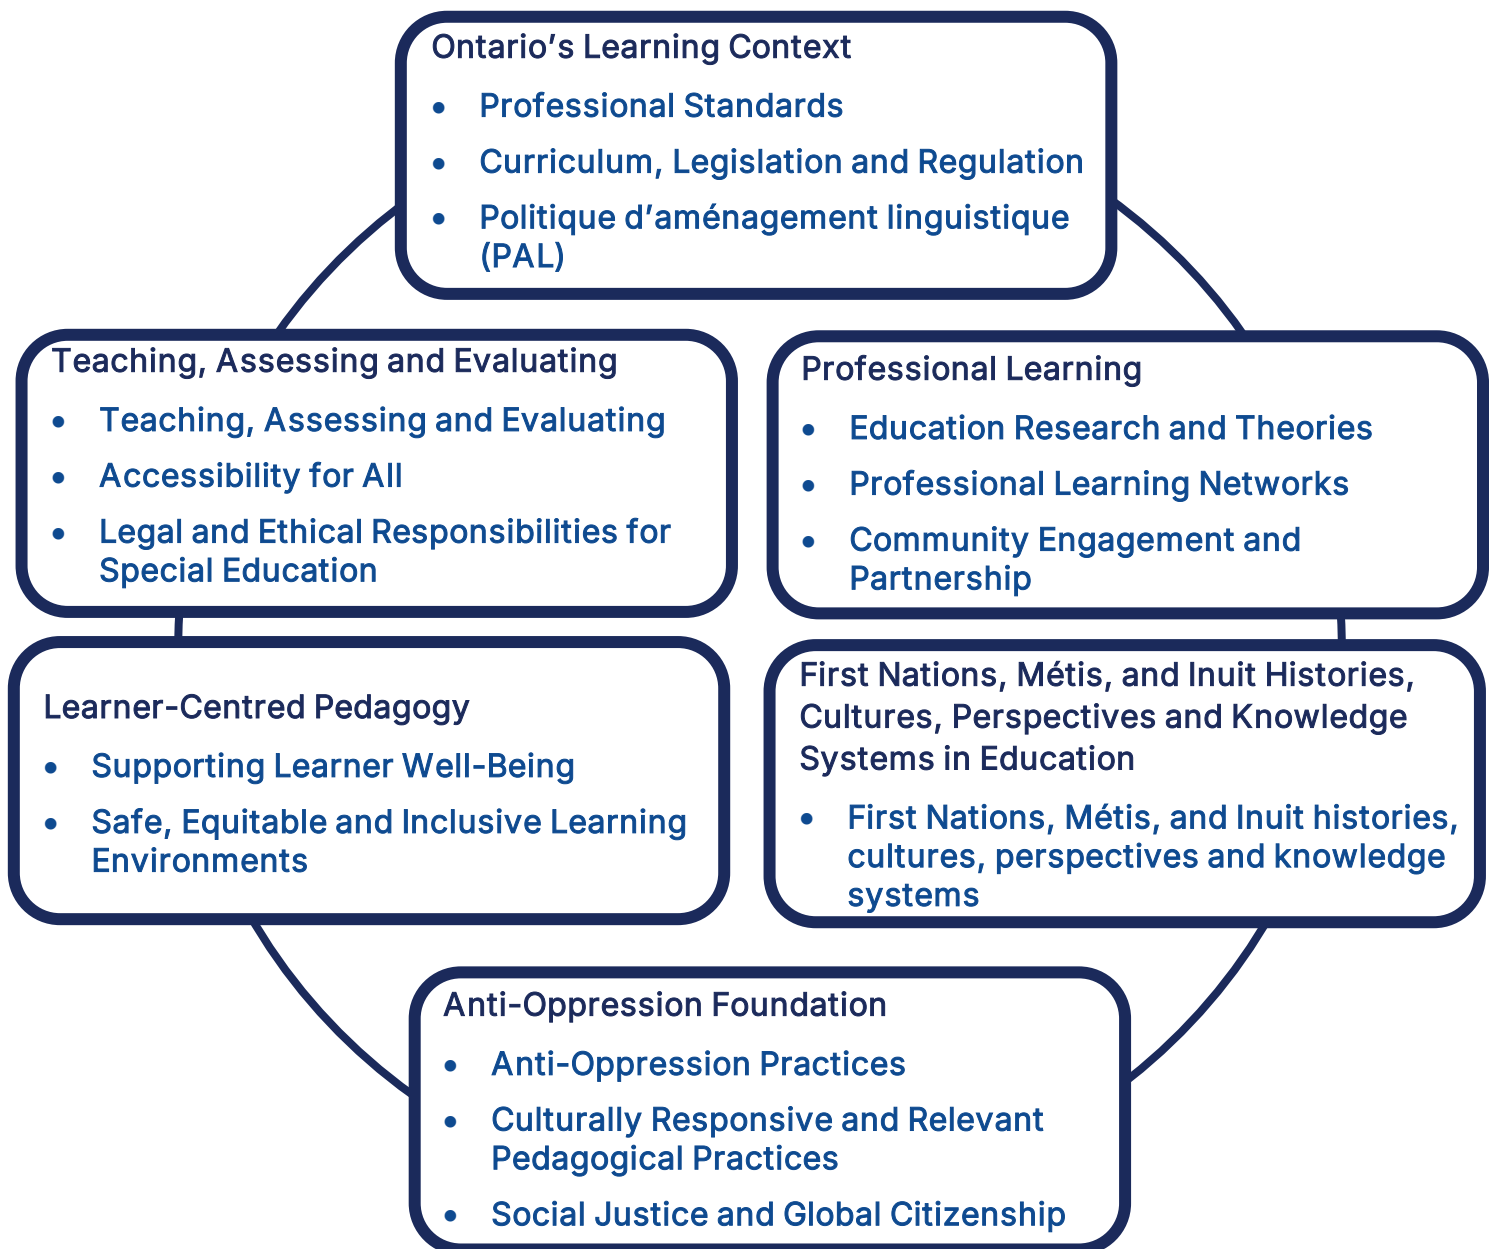 Ontario’s Learning Context
• Professional Standards
• Curriculum, Legislation and Regulation
• Politique d’aménagement linguistique
(PAL)
Teaching, Assessing and Evaluating
• Teaching, Assessing and Evaluating
• Accessibility for All
• Legal and Ethical Responsibilities for
Special Education
Professional Learning
• Education Research and Theories
• Professional Learning Networks
• Community Engagement and
Partnership
Learner-Centred Pedagogy
• Supporting Learner Well-Being
• Safe, Equitable and Inclusive Learning
Environments
First Nations, Métis, and Inuit Histories,
Cultures, Perspectives and Knowledge
Systems in Education
• First Nations, Métis, and Inuit histories,
cultures, perspectives and knowledge
systems
Anti-Oppression Foundation
• Anti-Oppression Practices
• Culturally Responsive and Relevant
Pedagogical Practices
• Social Justice and Global Citizenship